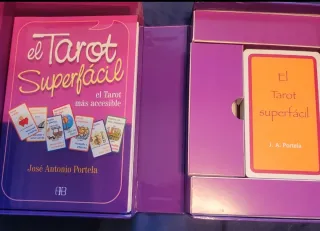 el Tarot
Superfácil
el Tarot
más accesible
José Antonio Portela
El
Tarot
superfácil
J. A. Portela